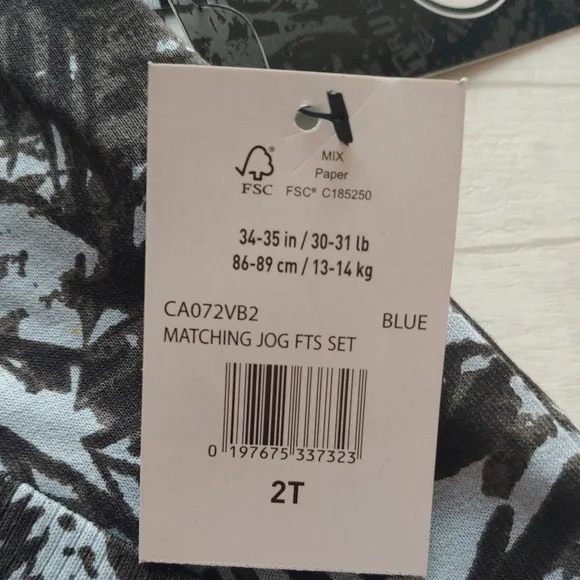 TRUE
MIX
Paper
FSC
FSC® C185250
34-35 in / 30-31 lb
86-89 cm / 13-14 kg
CA072VB2 BLUE
MATCHING JOG FTS SET
0 197675 337323
2T